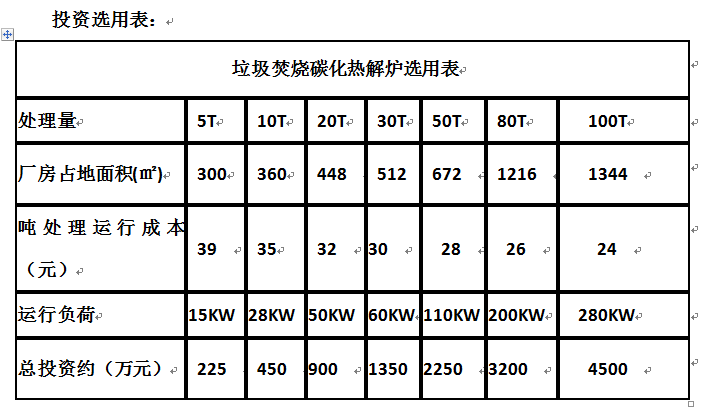 投资选用表：
垃圾焚烧碳化热解炉选用表
处理量 5T 10T 20T 30T 50T 80T 100T
厂房占地面积(㎡) 300 360 448 512 672 1216 1344
吨处理运行成本
（元） 39 35 32 30 28 26 24
运行负荷 15KW 28KW 50KW 60KW 110KW 200KW 280KW
总投资约（万元） 225 450 900 1350 2250 3200 4500